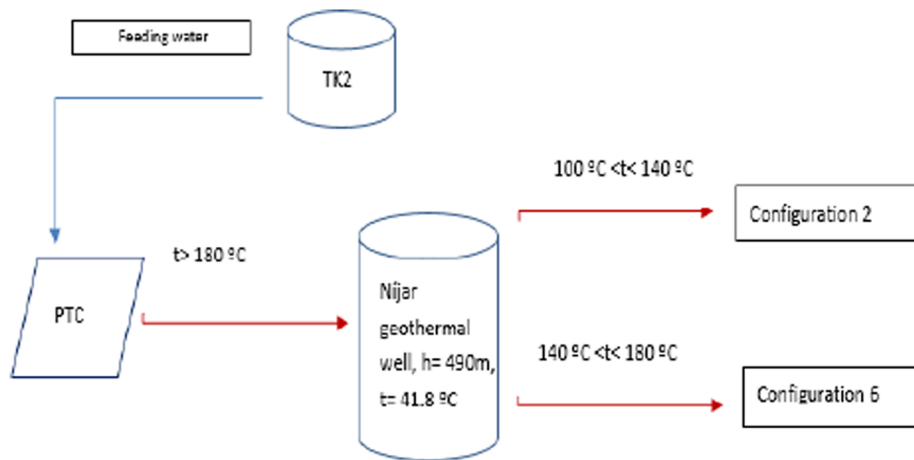 Feeding water
TK2
100 ºC <t< 140 ºC
Configuration 2
t> 180 ºC
PTC
Níjar
geothermal
well, h= 490m,
t= 41.8 ºC
140 ºC <t< 180 ºC
Configuration 6